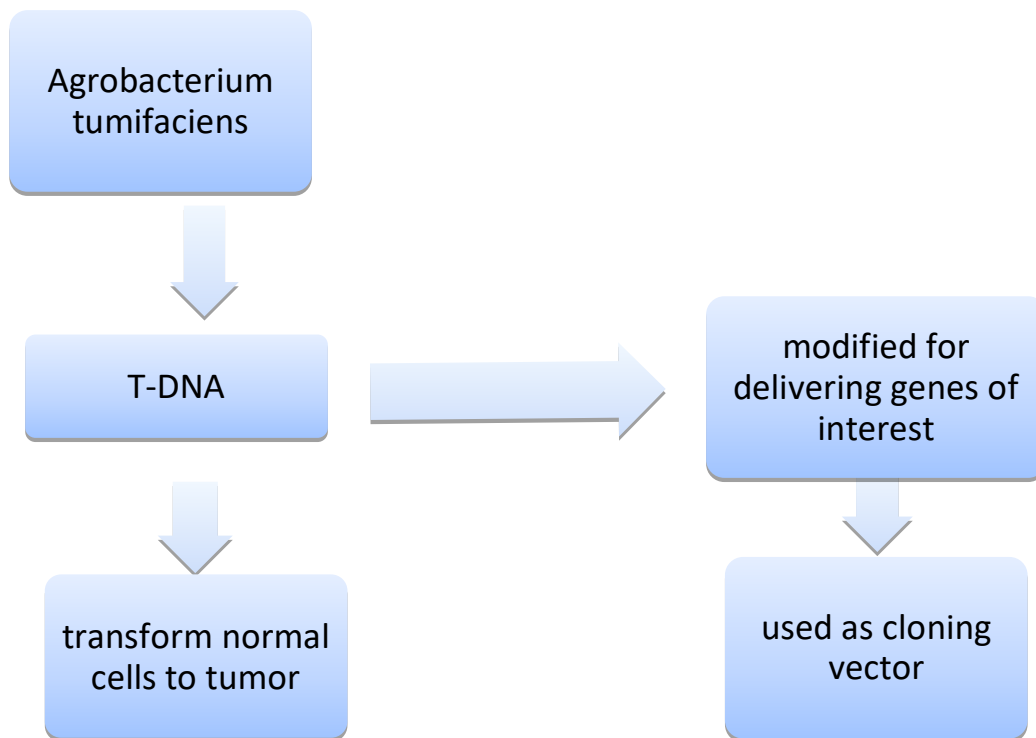 Agrobacterium
tumifaciens
T-DNA
transform normal
cells to tumor
modified for
delivering genes of
interest
used as cloning
vector